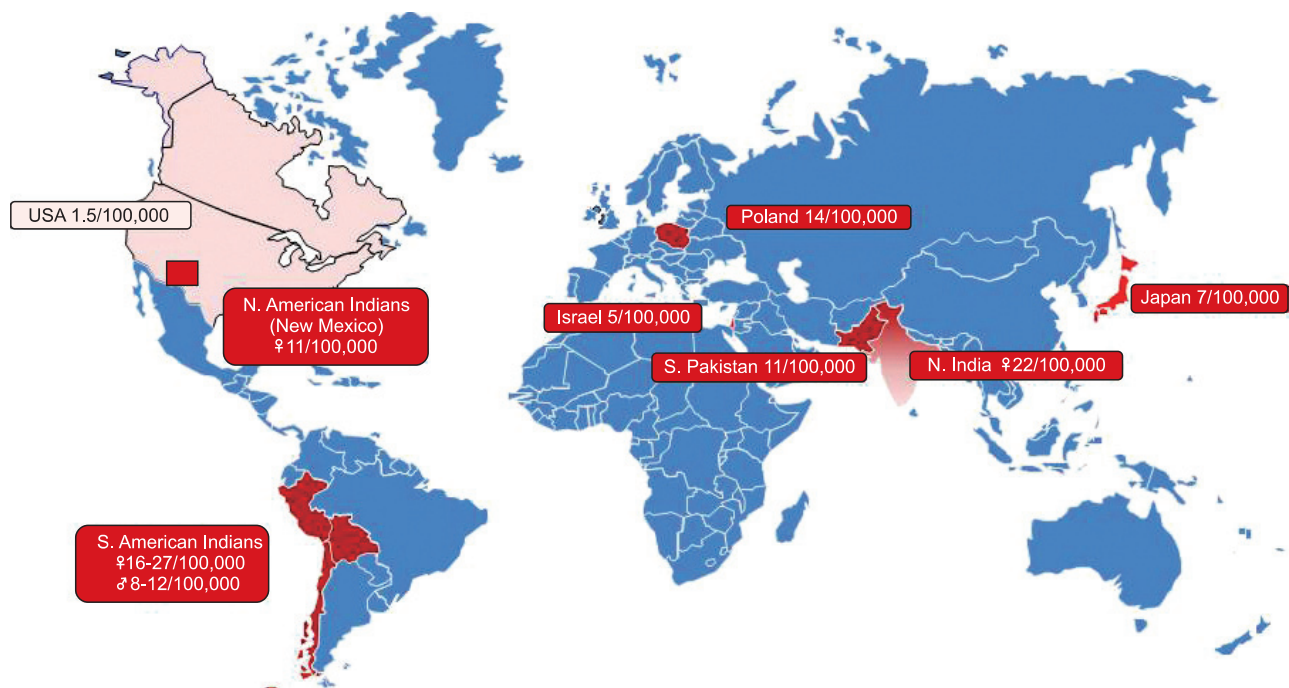 USA 1.5/100,000
Poland 14/100,000
Japan 7/100,000
N. American Indians
(New Mexico)
♀11/100,000
Israel 5/100,000
S. Pakistan 11/100,000
N. India ♀22/100,000
S. American Indians
♀16-27/100,000
♂8-12/100,000